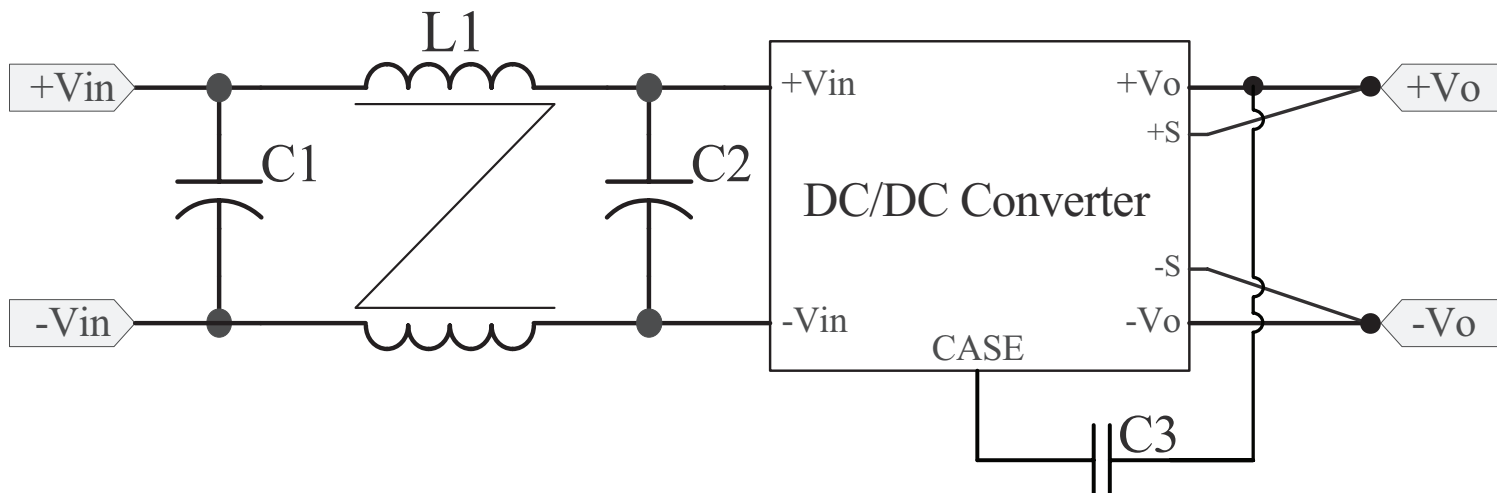 L1
+Vin
+Vin
+Vo
+Vo
+S
C1
C2
DC/DC Converter
-S
-Vin
-Vin
-Vo
-Vo
CASE
C3